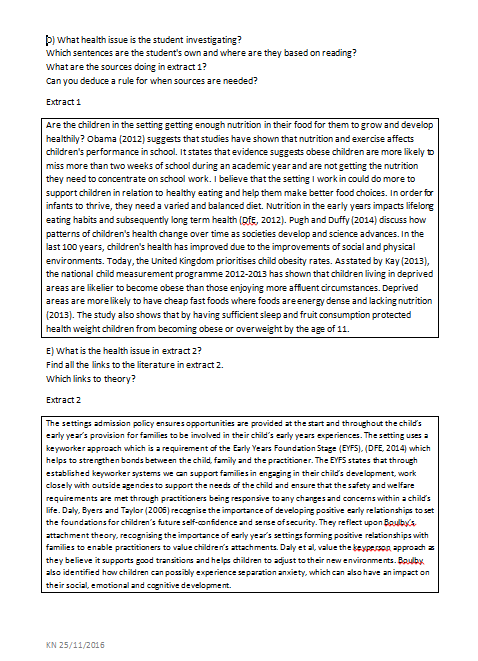 D) What health issue is the student investigating?
Which sentences are the student's own and where are they based on reading?
What are the sources doing in extract 1?
Can you deduce a rule for when sources are needed?
Extract 1
Are the children in the setting getting enough nutrition in their food for them to grow and develop
healthily? Obama (2012) suggests that studies have shown that nutrition and exercise affects
children's performance in school. It states that evidence suggests obese children are more likely to
miss more than two weeks of school during an academic year and are not getting the nutrition
they need to concentrate on school work. I believe that the setting I work in could do more to
support children in relation to healthy eating and help them make better food choices. In order for
infants to thrive, they need a varied and balanced diet. Nutrition in the early years impacts lifelong
eating habits and subsequently long term health (DfE, 2012). Pugh and Duffy (2014) discuss how
patterns of children's health change over time as societies develop and science advances. In the
last 100 years, children's health has improved due to the improvements of social and physical
environments. Today, the United Kingdom prioritises child obesity rates. As stated by Kay (2013),
the national child measurement programme 2012-2013 has shown that children living in deprived
areas are likelier to become obese than those enjoying more affluent circumstances. Deprived
areas are more likely to have cheap fast foods where foods are energy dense and lacking nutrition
(2013). The study also shows that by having sufficient sleep and fruit consumption protected
health weight children from becoming obese or overweight by the age of 11.
E) What is the health issue in extract 2?
Find all the links to the literature in extract 2.
Which links to theory?
Extract 2
The settings admission policy ensures opportunities are provided at the start and throughout the child's
early year's provision for families to be involved in their child's early years experiences. The setting uses a
keyworker approach which is a requirement of the Early Years Foundation Stage (EYFS), (DFE, 2014) which
helps to strengthen bonds between the child, family and the practitioner. The EYFS states that through
established keyworker systems we can support families in engaging in their child's development, work
closely with outside agencies to support the needs of the child and ensure that the safety and welfare
requirements are met through practitioners being responsive to any changes and concerns within a child's
life. Daly, Byers and Taylor (2006) recognise the importance of developing positive early relationships to set
the foundations for children's future self-confidence and sense of security. They reflect upon Boulby's
attachment theory, recognising the importance of early year's settings forming positive relationships with
families to enable practitioners to value children's attachments. Daly et al, value the keyperson approach as
they believe it supports good transitions and helps children to adjust to their new environments. Boulby
also identified how children can possibly experience separation anxiety, which can also have an impact on
their social, emotional and cognitive development.
KN 25/11/2016